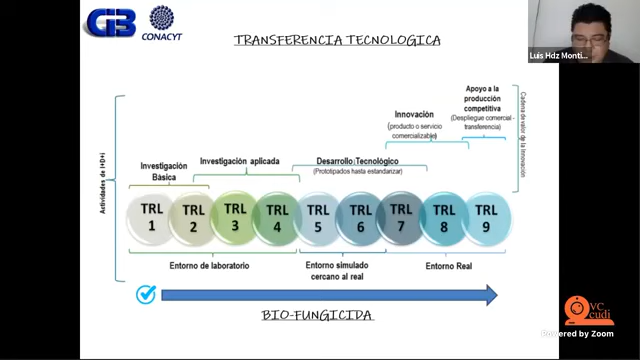 CIB
CONACYT
TRANSFERENCIA TECNOLOGICA
Luis Hdz Monti...
Apoyo a la
producción
competitiva
(Despliegue comercial -
transferencia)
Innovación
(producto o servicio
comercializable)
Cadena de valor de la Innovación
Actividades de I+D+i
Investigación
Básica
Investigación aplicada
Desarrollo Tecnológico
(Prototipados hasta estandarizar)
TRL
1
TRL
2
TRL
3
TRL
4
TRL
5
TRL
6
TRL
7
TRL
8
TRL
9
Entorno de laboratorio
Entorno simulado
cercano al real
Entorno Real
BIO-FUNGICIDA
VC
cudi
Powered by Zoom